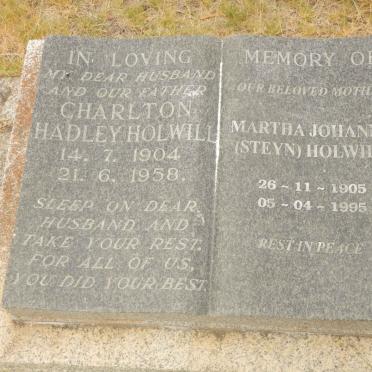 IN LOVING
MY DEAR HUSBAND
AND OUR FATHER
CHARLTON
HADLEY HOLWILL
14. 7. 1904
21. 6. 1958.
SLEEP ON DEAR
HUSBAND AND
TAKE YOUR REST.
FOR ALL OF US,
YOU DID YOUR BEST.
MEMORY OF
OUR BELOVED MOTH
MARTHA JOHAN
(STEYN) HOLWI
26 - 11 - 1905
05 - 04 - 1995
REST IN PEACE